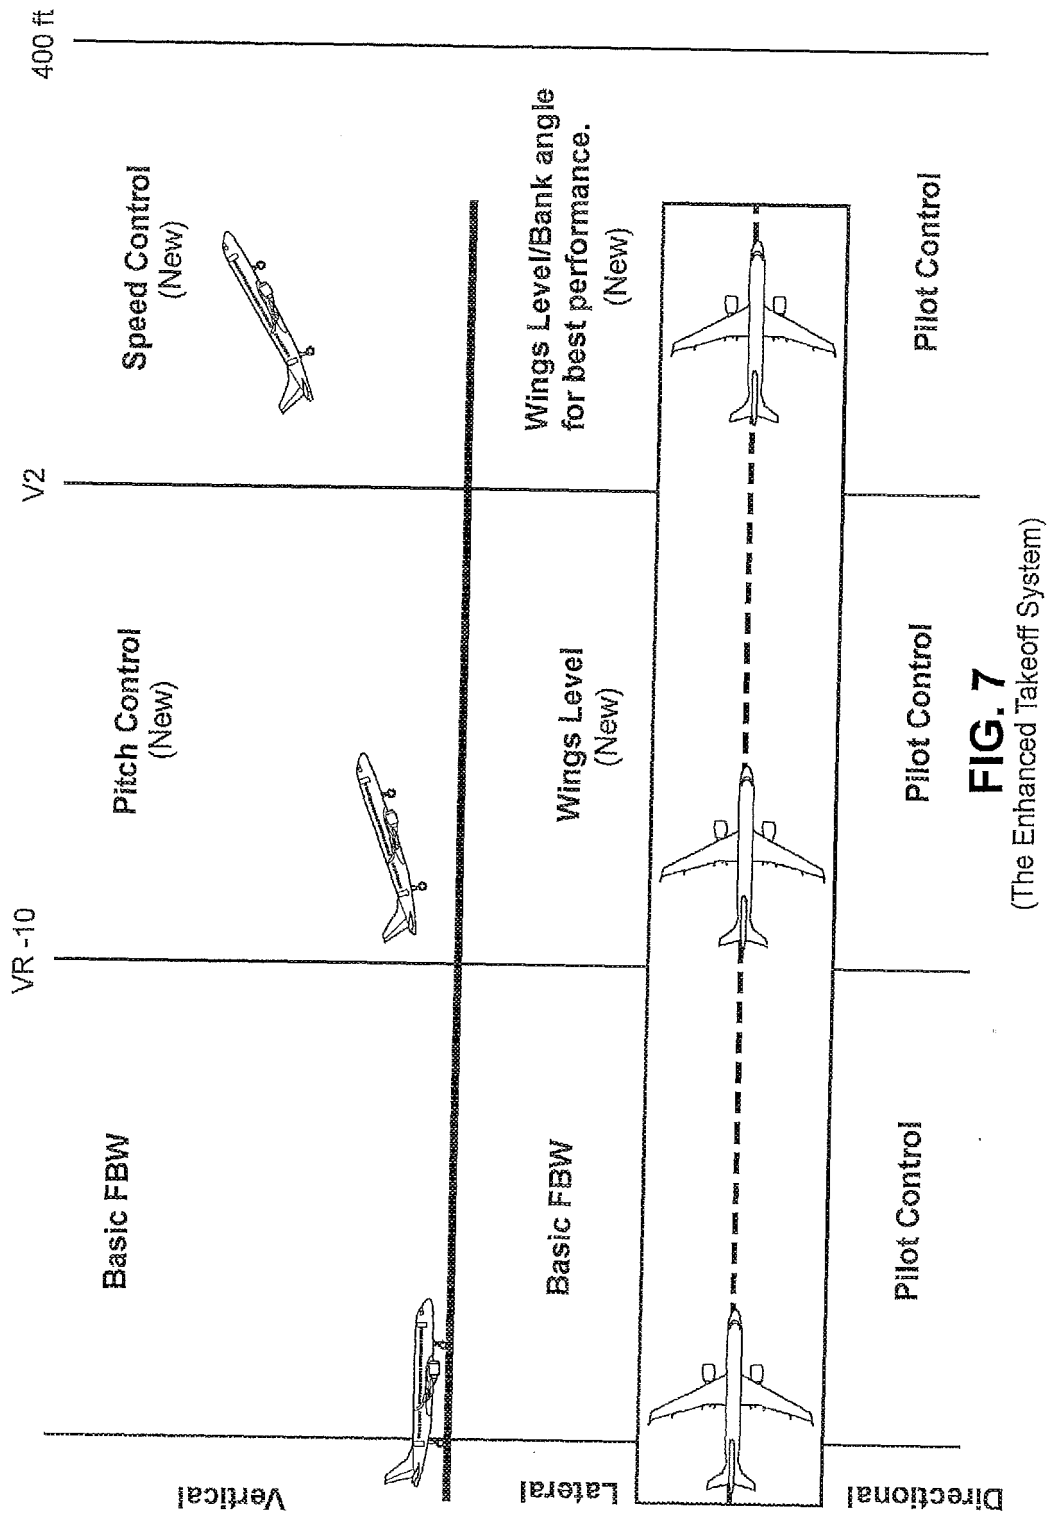 VR -10
V2
400 ft
Vertical
Basic FBW
Pitch Control
(New)
Speed Control
(New)
Lateral
Basic FBW
Wings Level
(New)
Wings Level/Bank angle
for best performance.
(New)
Directional
Pilot Control
Pilot Control
Pilot Control
FIG. 7
(The Enhanced Takeoff System)